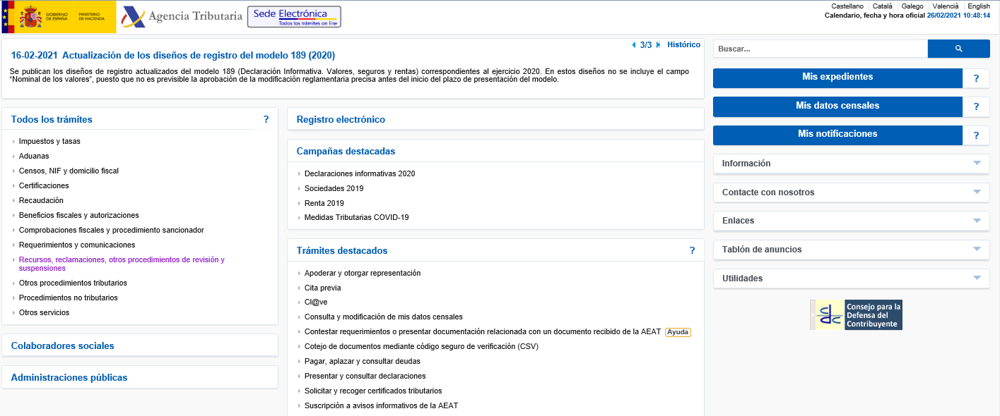 GOBIERNO
DE ESPAÑA
MINISTERIO
DE HACIENDA
Agencia Tributaria
Sede Electrónica
Todos los trámites on line
Castellano
Català
Galego
Valencià
English
Calendario, fecha y hora oficial 26/02/2021 10:48:14
3/3
Histórico
16-02-2021 Actualización de los diseños de registro del modelo 189 (2020)
Se publican los diseños de registro actualizados del modelo 189 (Declaración Informativa. Valores, seguros y rentas) correspondientes al ejercicio 2020. En estos diseños no se incluye el campo
“Nominal de los valores”, puesto que no es previsible la aprobación de la modificación reglamentaria precisa antes del inicio del plazo de presentación del modelo.
Todos los trámites ?
Impuestos y tasas
Aduanas
Censos, NIF y domicilio fiscal
Certificaciones
Recaudación
Beneficios fiscales y autorizaciones
Comprobaciones fiscales y procedimiento sancionador
Requerimientos y comunicaciones
Recursos, reclamaciones, otros procedimientos de revisión y
suspensiones
Otros procedimientos tributarios
Procedimientos no tributarios
Otros servicios
Colaboradores sociales
Administraciones públicas
Registro electrónico
Campañas destacadas
Declaraciones informativas 2020
Sociedades 2019
Renta 2019
Medidas Tributarias COVID-19
Trámites destacados ?
Apoderar y otorgar representación
Cita previa
Cl@ve
Consulta y modificación de mis datos censales
Contestar requerimientos o presentar documentación relacionada con un documento recibido de la AEAT Ayuda
Cotejo de documentos mediante código seguro de verificación (CSV)
Pagar, aplazar y consultar deudas
Presentar y consultar declaraciones
Solicitar y recoger certificados tributarios
Suscripción a avisos informativos de la AEAT
Buscar...
Mis expedientes ?
Mis datos censales ?
Mis notificaciones ?
Información
Contacte con nosotros
Enlaces
Tablón de anuncios
Utilidades
cdc
Consejo para la
Defensa del
Contribuyente